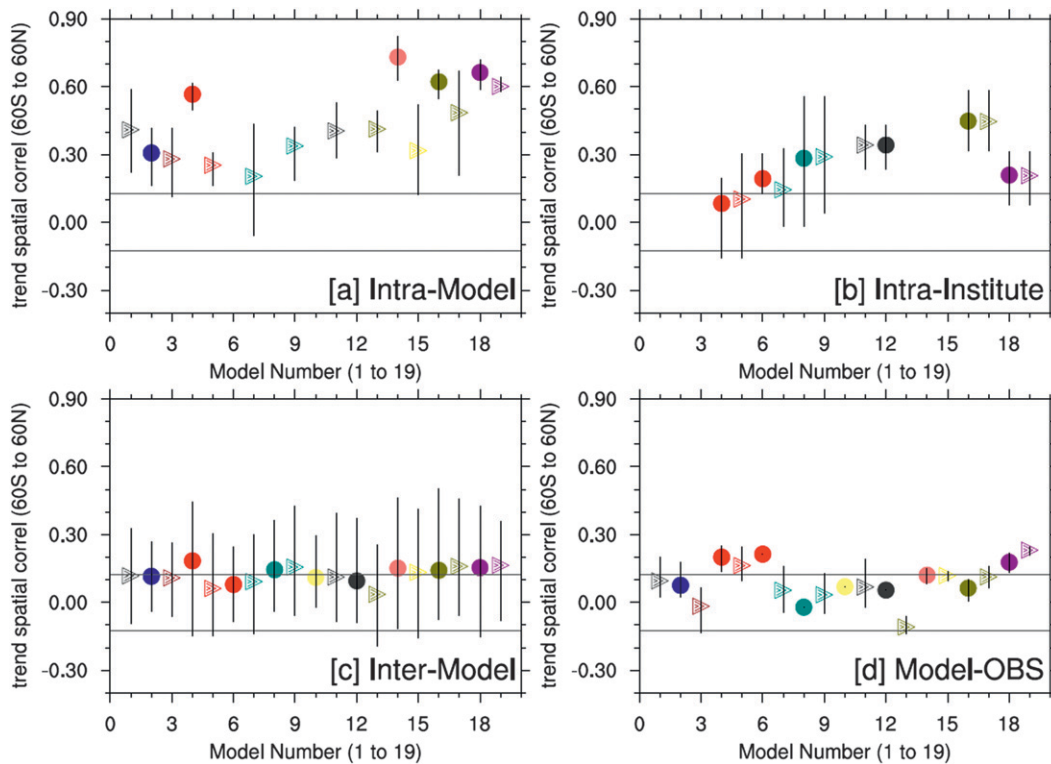 0.90
0.60
0.30
0.00
-0.30
trend spatial correl (60S to 60N)
[a] Intra-Model
0 3 6 9 12 15 18
Model Number (1 to 19)
0.90
0.60
0.30
0.00
-0.30
trend spatial correl (60S to 60N)
[b] Intra-Institute
0 3 6 9 12 15 18
Model Number (1 to 19)
0.90
0.60
0.30
0.00
-0.30
trend spatial correl (60S to 60N)
[c] Inter-Model
0 3 6 9 12 15 18
Model Number (1 to 19)
0.90
0.60
0.30
0.00
-0.30
trend spatial correl (60S to 60N)
[d] Model-OBS
0 3 6 9 12 15 18
Model Number (1 to 19)